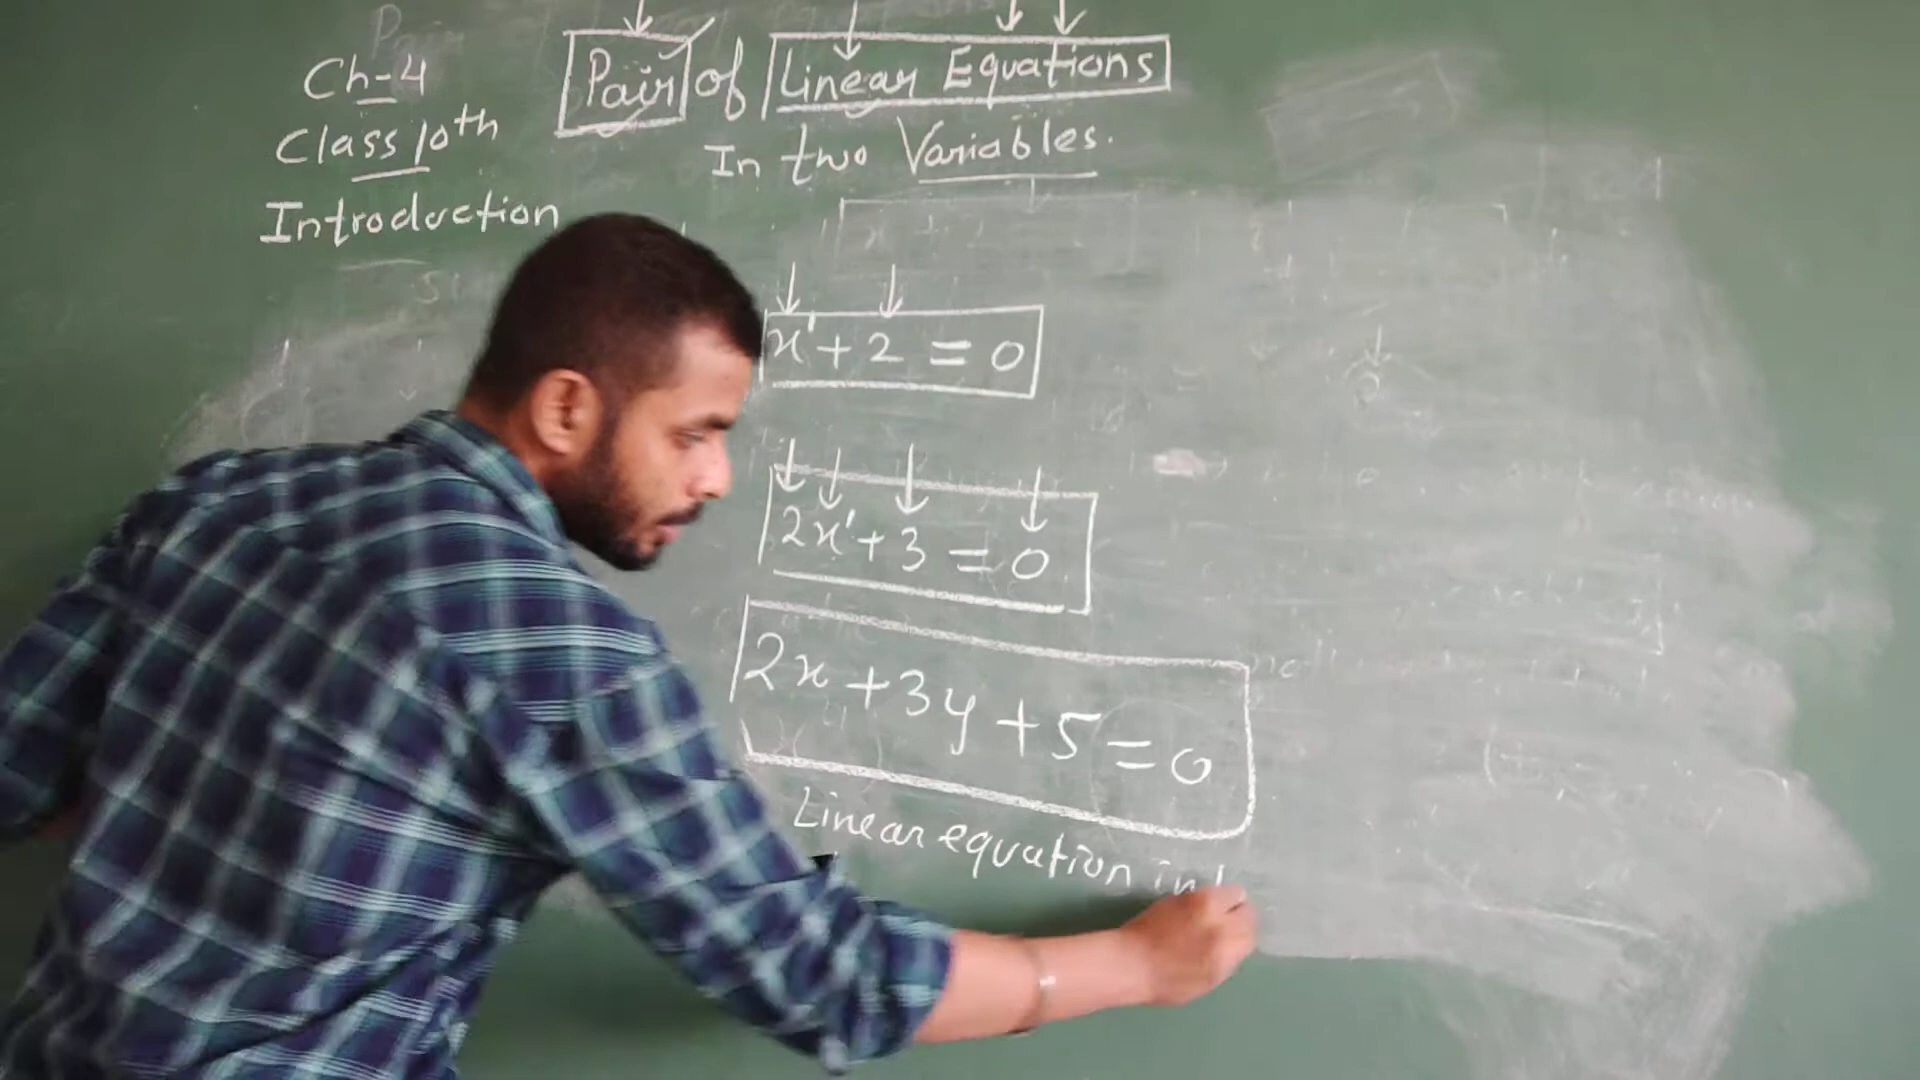 Ch-4
Class 10th
Introduction
Pair of Linear Equations
In two Variables.
x' + 2 = 0
2x' + 3 = 0
2x + 3y + 5 = 0
Linear equation in